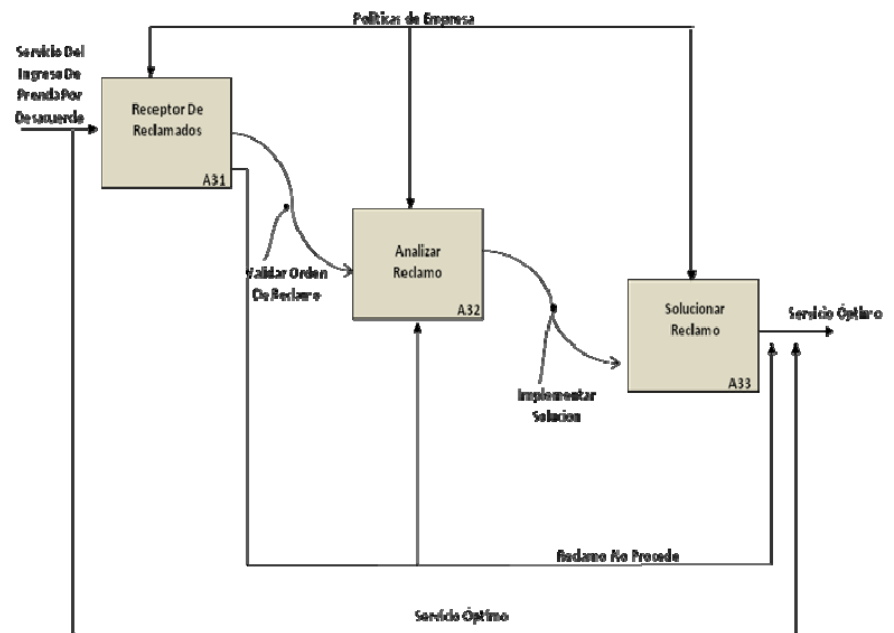 Políticas de Empresa
Servicio Del
Ingreso De
Prenda Por
Desacuerdo
Receptor De
Reclamados
A31
Validar Orden
De Reclamo
Analizar
Reclamo
A32
Implementar
Solucion
Solucionar
Reclamo
A33
Servicio Óptimo
Reclamo No Procede
Servicio Óptimo